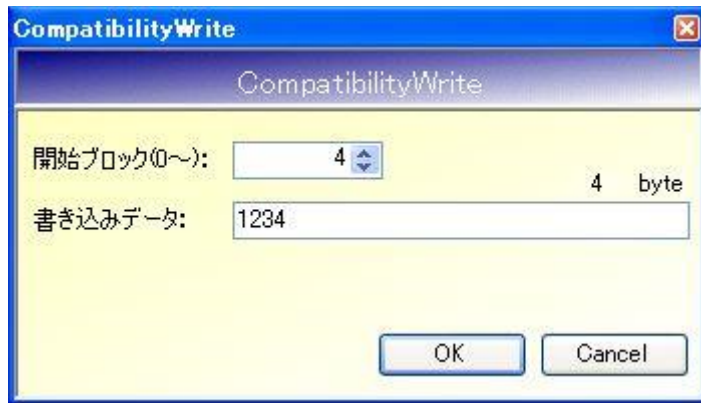 CompatibilityWrite
CompatibilityWrite
開始ブロック(0～): 4
4 byte
書き込みデータ: 1234
OK Cancel